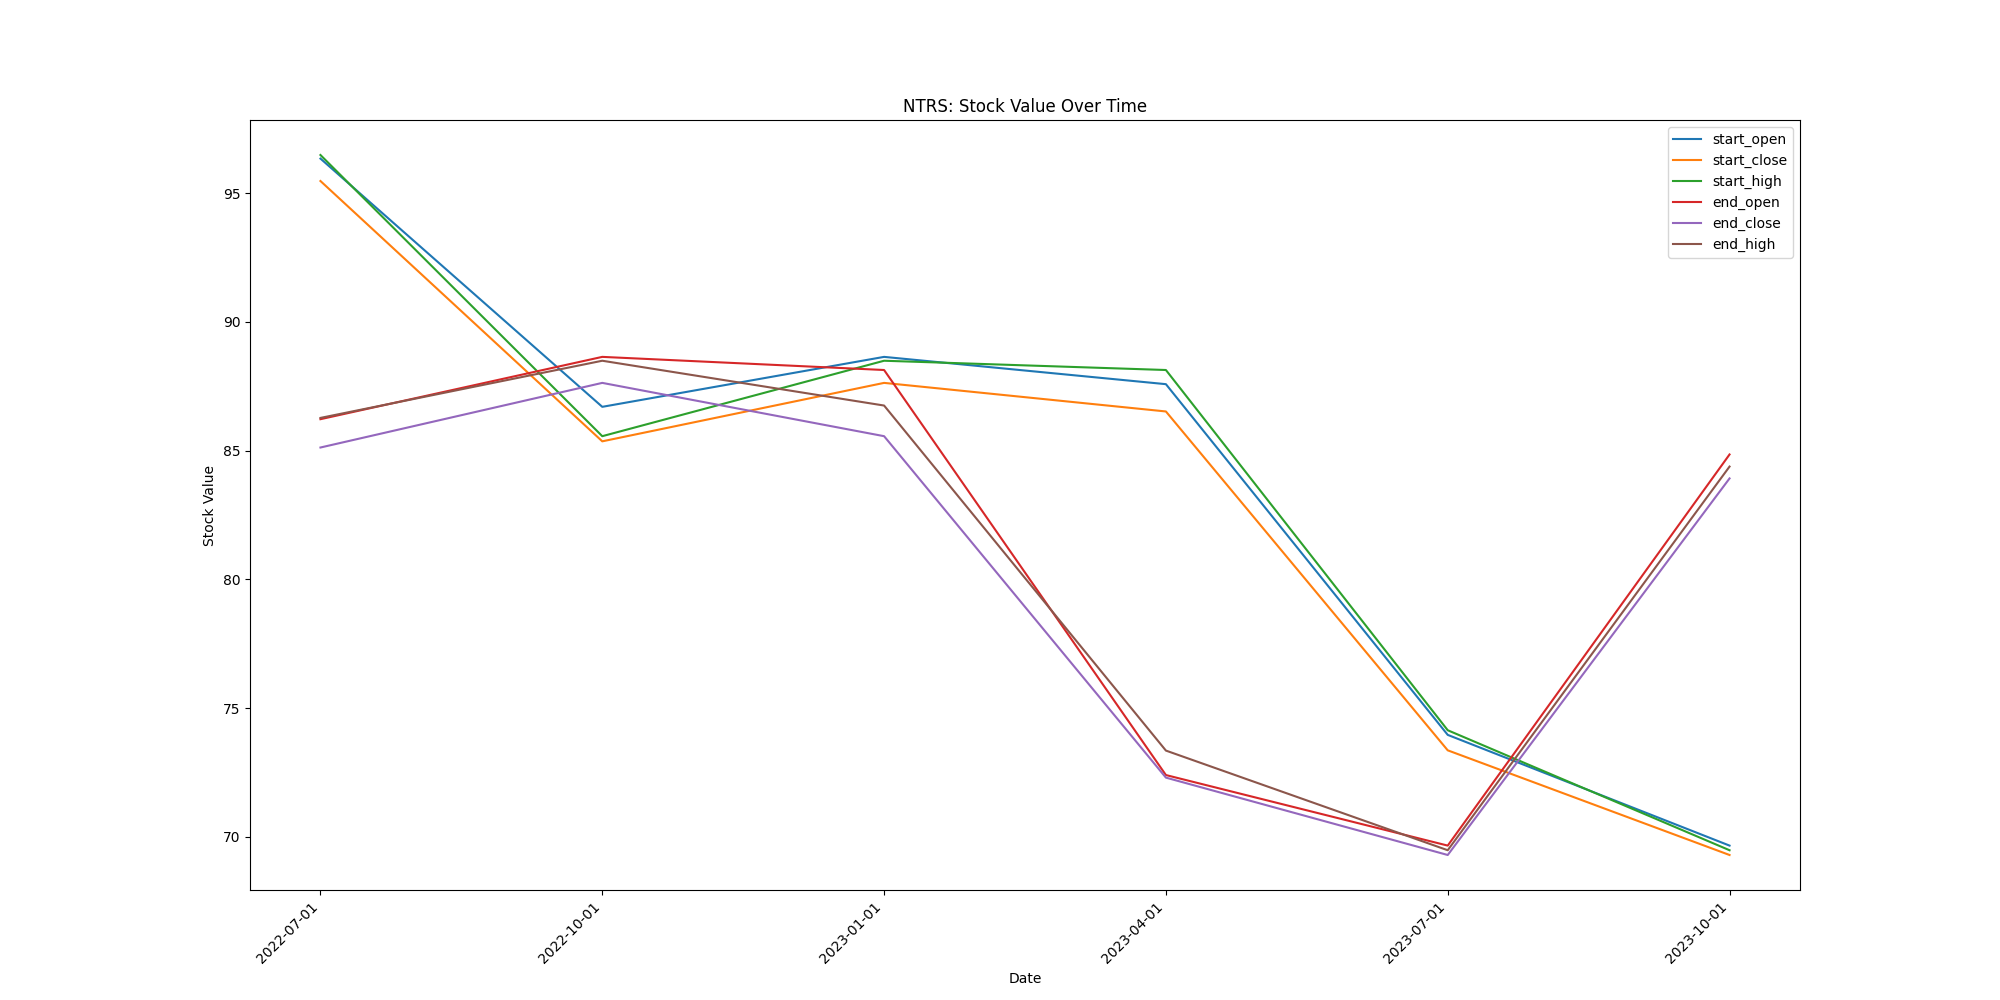 NTRS: Stock Value Over Time
start_open
start_close
start_high
end_open
end_close
end_high
Stock Value
95
90
85
80
75
70
2022-07-01
2022-10-01
2023-01-01
2023-04-01
2023-07-01
2023-10-01
Date